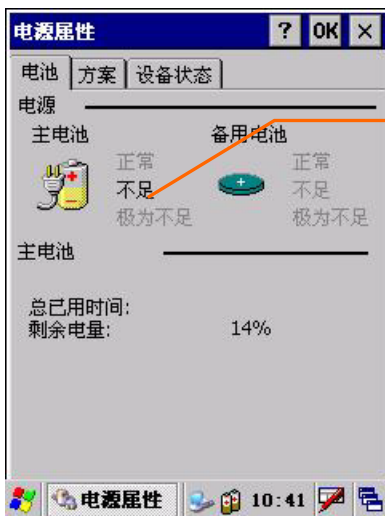 电源属性 ? OK ×
电池 方案 设备状态
电源
主电池 备用电池
正常 正常
不足 不足
极为不足 极为不足
主电池
总已用时间:
剩余电量: 14%
电源属性 10:41